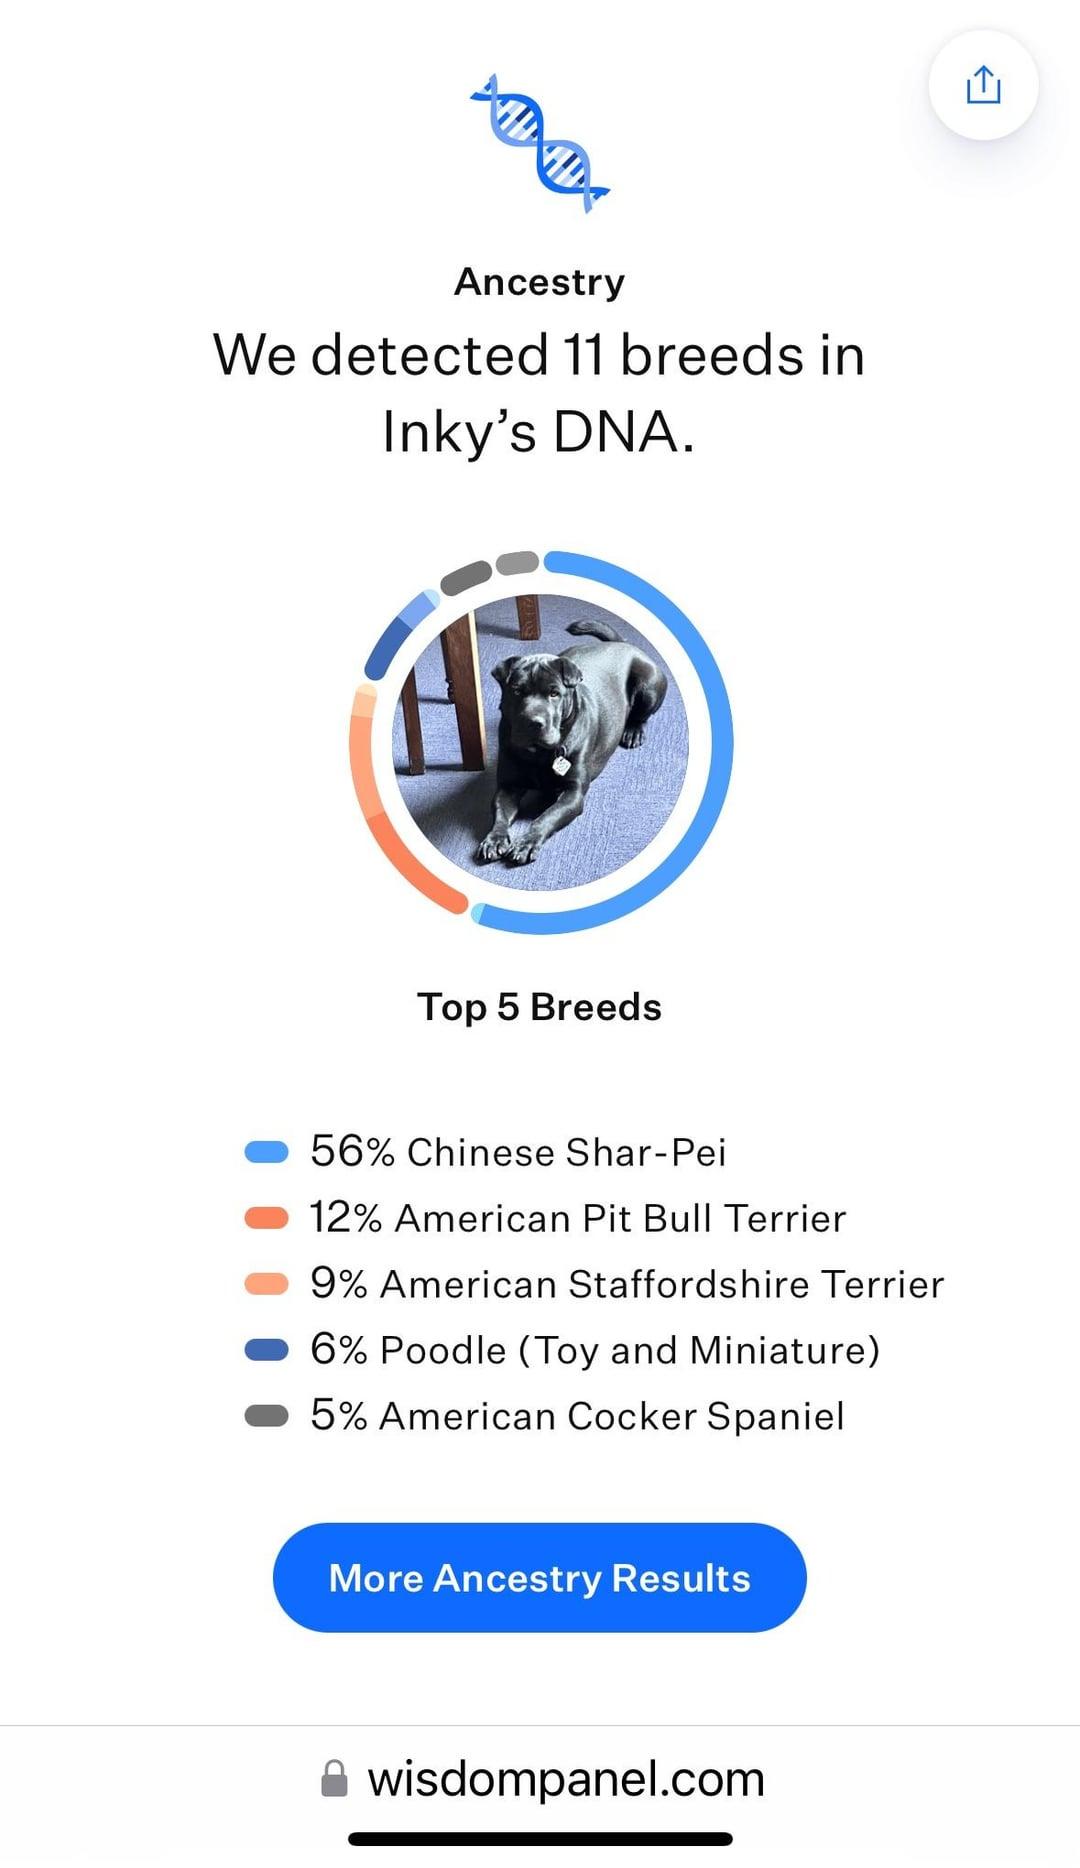 Ancestry
We detected 11 breeds in
Inky’s DNA.
Top 5 Breeds
56% Chinese Shar-Pei
12% American Pit Bull Terrier
9% American Staffordshire Terrier
6% Poodle (Toy and Miniature)
5% American Cocker Spaniel
More Ancestry Results
wisdompanel.com